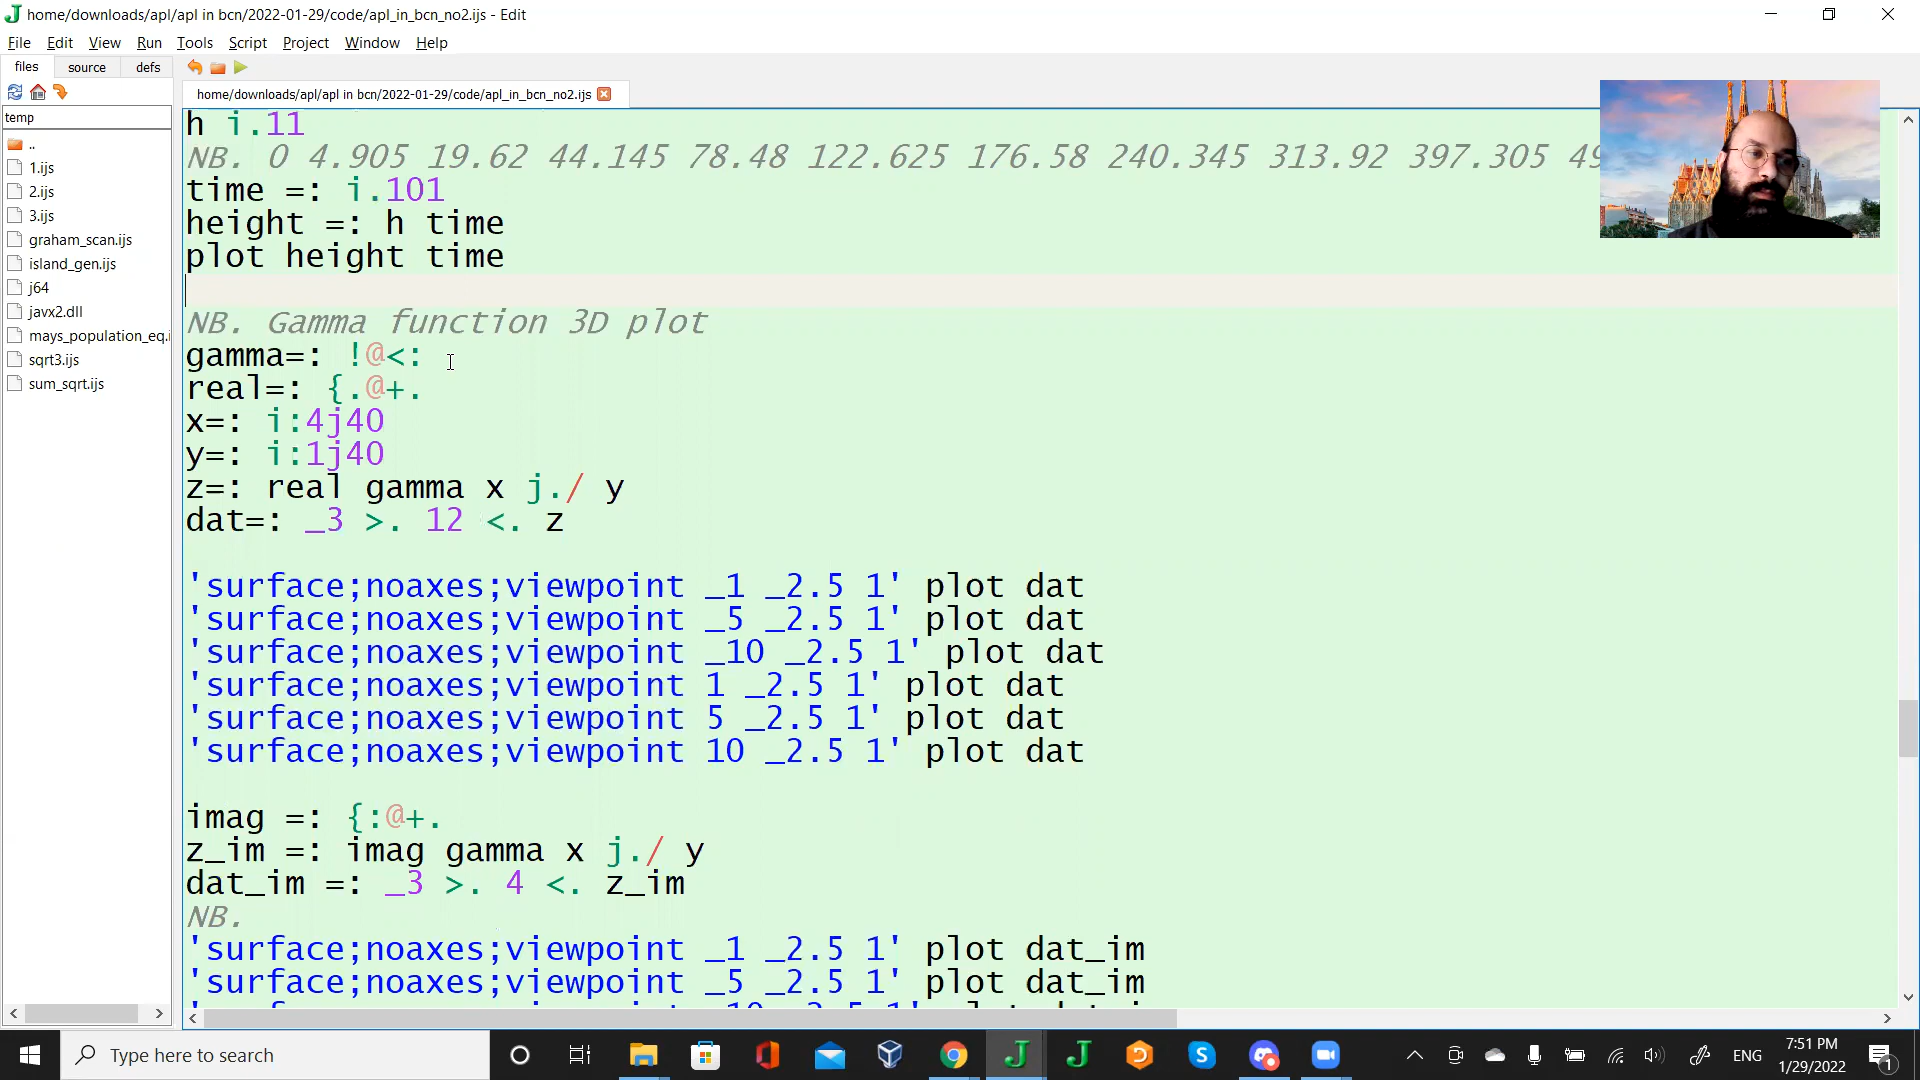 home/downloads/apl/apl in bcn/2022-01-29/code/apl_in_bcn_no2.ijs - Edit
File Edit View Run Tools Script Project Window Help
files source defs
home/downloads/apl/apl in bcn/2022-01-29/code/apl_in_bcn_no2.ijs
temp
..
1.ijs
2.ijs
3.ijs
graham_scan.ijs
island_gen.ijs
j64
javx2.dll
mays_population_eq.i
sqrt3.ijs
sum_sqrt.ijs
h i.11
NB. 0 4.905 19.62 44.145 78.48 122.625 176.58 240.345 313.92 397.305 49
time =: i.101
height =: h time
plot height time
NB. Gamma function 3D plot
gamma=: !@<:
real=: {.@+.
x=: i:4j40
y=: i:1j40
z=: real gamma x j./ y
dat=: _3 >. 12 <. z
'surface;noaxes;viewpoint _1 _2.5 1' plot dat
'surface;noaxes;viewpoint _5 _2.5 1' plot dat
'surface;noaxes;viewpoint _10 _2.5 1' plot dat
'surface;noaxes;viewpoint 1 _2.5 1' plot dat
'surface;noaxes;viewpoint 5 _2.5 1' plot dat
'surface;noaxes;viewpoint 10 _2.5 1' plot dat
imag =: {:@+.
z_im =: imag gamma x j./ y
dat_im =: _3 >. 4 <. z_im
NB.
'surface;noaxes;viewpoint _1 _2.5 1' plot dat_im
'surface;noaxes;viewpoint _5 _2.5 1' plot dat_im
Type here to search
ENG
7:51 PM
1/29/2022
1